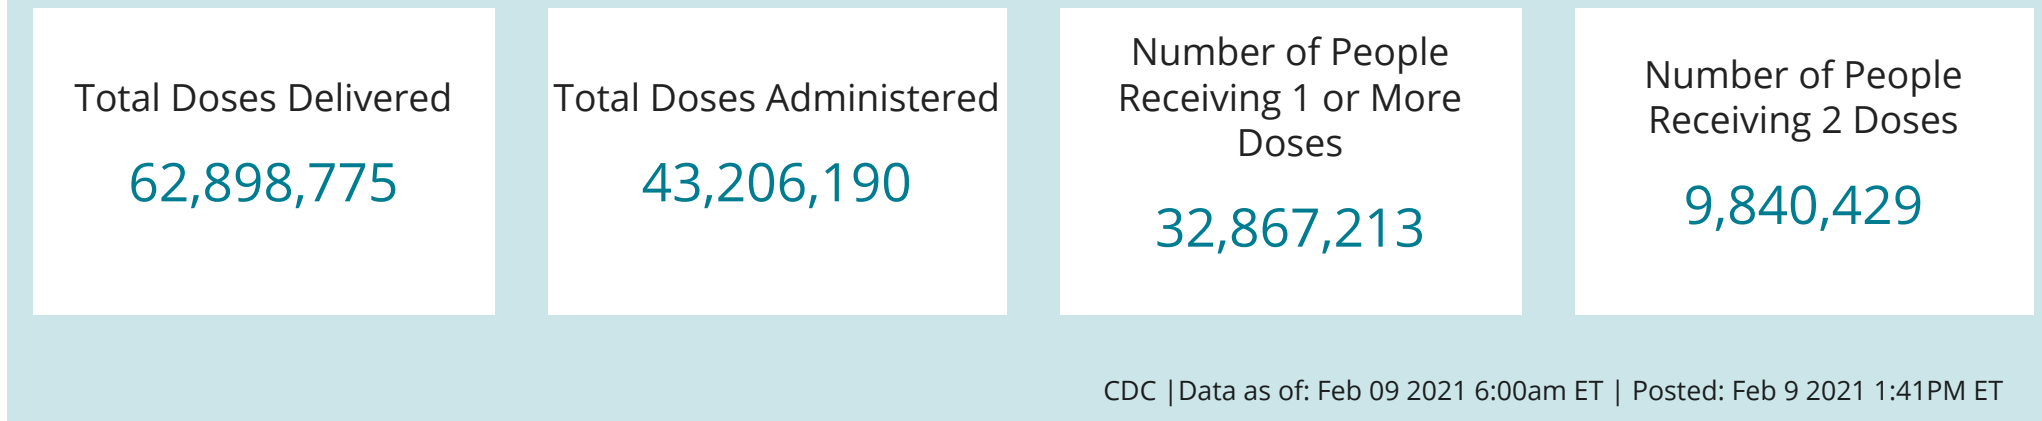 Total Doses Delivered
62,898,775
Total Doses Administered
43,206,190
Number of People
Receiving 1 or More
Doses
32,867,213
Number of People
Receiving 2 Doses
9,840,429
CDC |Data as of: Feb 09 2021 6:00am ET | Posted: Feb 9 2021 1:41PM ET